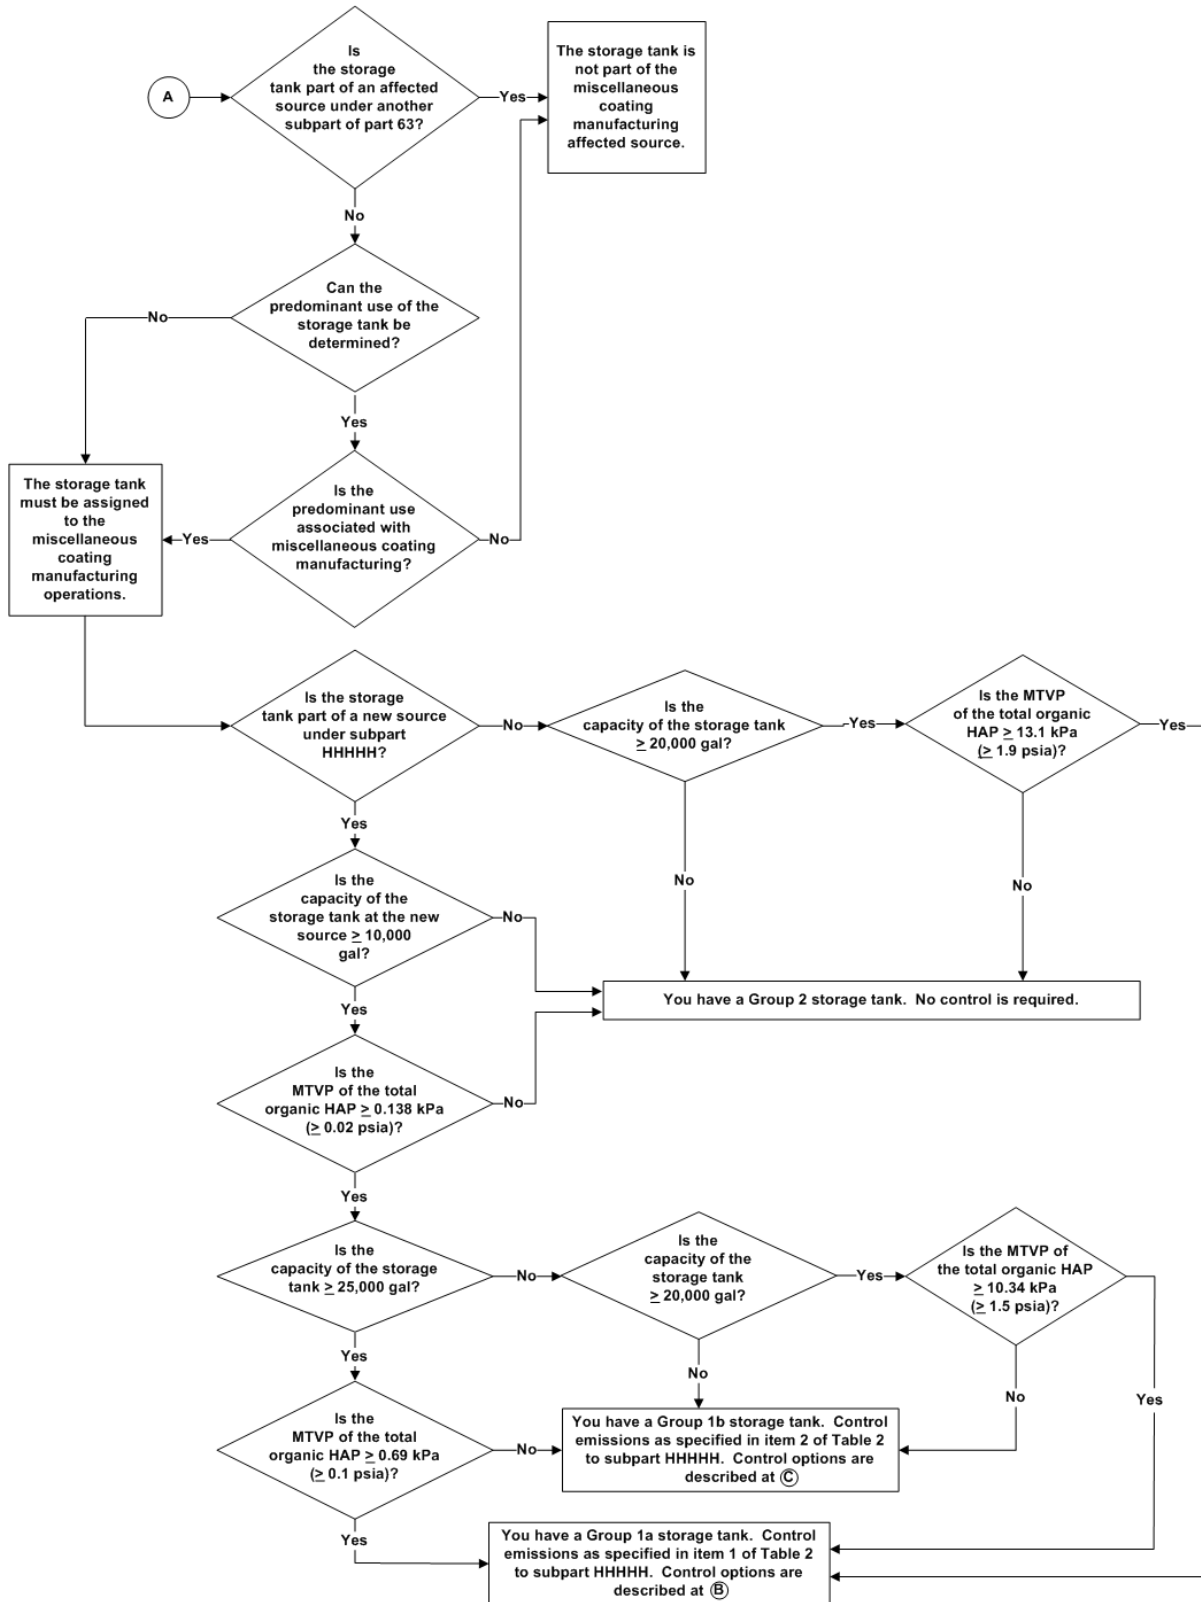 Is
the storage
tank part of an affected
source under another
subpart of part 63?
A
Yes
The storage tank is
not part of the
miscellaneous
coating
manufacturing
affected source.
No
Can the
predominant use of the
storage tank be
determined?
No
Yes
The storage tank
must be assigned
to the
miscellaneous
coating
manufacturing
operations.
Is the
predominant use
associated with
miscellaneous coating
manufacturing?
Yes
No
Is the storage
tank part of a new source
under subpart
HHHHH?
No
Is the
capacity of the storage tank
≥ 20,000 gal?
Yes
Is the MTVP
of the total organic
HAP ≥ 13.1 kPa
(≥ 1.9 psia)?
Yes
Yes
No
No
Is the
capacity of the
storage tank at the new
source ≥ 10,000
gal?
No
You have a Group 2 storage tank.  No control is required.
Yes
Is the
MTVP of the total
organic HAP ≥ 0.138 kPa
(≥ 0.02 psia)?
No
Yes
Is the
capacity of the storage
tank ≥ 25,000 gal?
No
Is the
capacity of the
storage tank
≥ 20,000 gal?
Yes
Is the MTVP of
the total organic HAP
≥ 10.34 kPa
(≥ 1.5 psia)?
Yes
No
No
Yes
Is the
MTVP of the total
organic HAP ≥ 0.69 kPa
(≥ 0.1 psia)?
No
You have a Group 1b storage tank.  Control
emissions as specified in item 2 of Table 2
to subpart HHHHH.  Control options are
described at C
Yes
You have a Group 1a storage tank.  Control
emissions as specified in item 1 of Table 2
to subpart HHHHH.  Control options are
described at B